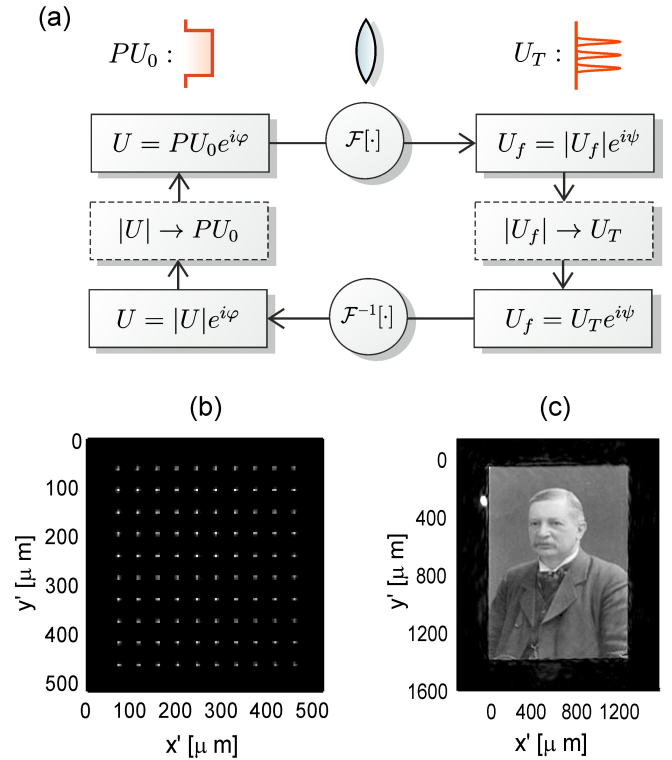 (a)
PU₀ :
U_T :
U = PU₀e^{iφ}
ℱ[·]
U_f = |U_f|e^{iψ}
|U| → PU₀
|U_f| → U_T
U = |U|e^{iφ}
ℱ⁻¹[·]
U_f = U_T e^{iψ}
(b)
0
100
200
300
400
500
y' [μ m]
0 100 200 300 400 500
x' [μ m]
(c)
0
400
800
1200
1600
y' [μ m]
0 400 800 1200
x' [μ m]